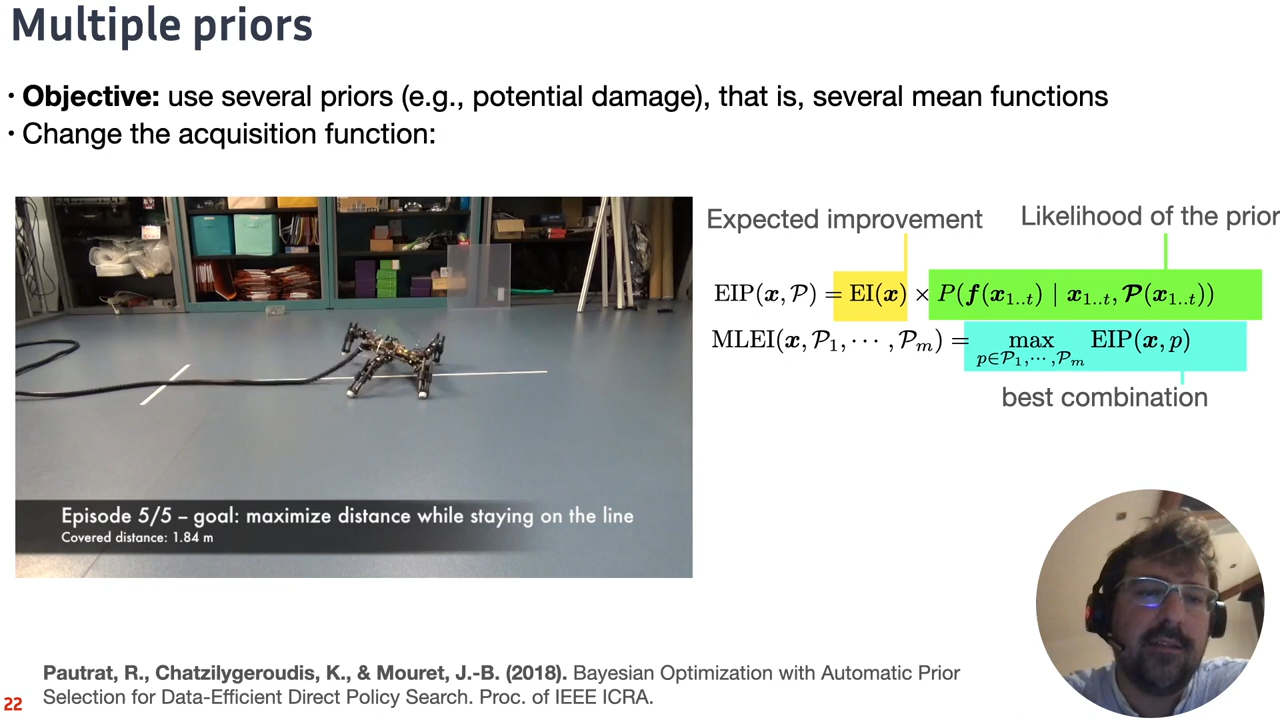 Multiple priors
• Objective: use several priors (e.g., potential damage), that is, several mean functions
• Change the acquisition function:
Expected improvement
Likelihood of the prior
EIP(𝒙, 𝒫) = EI(𝒙) × P(𝒇(𝒙₁..ₜ) | 𝒙₁..ₜ, 𝓟(𝒙₁..ₜ))
MLEI(𝒙, 𝒫₁, ⋯ , 𝒫ₘ) = max EIP(𝒙, p)
p∈𝒫₁,⋯ ,𝒫ₘ
best combination
Episode 5/5 – goal: maximize distance while staying on the line
Covered distance: 1.84 m
Pautrat, R., Chatzilygeroudis, K., & Mouret, J.-B. (2018). Bayesian Optimization with Automatic Prior
Selection for Data-Efficient Direct Policy Search. Proc. of IEEE ICRA.
22